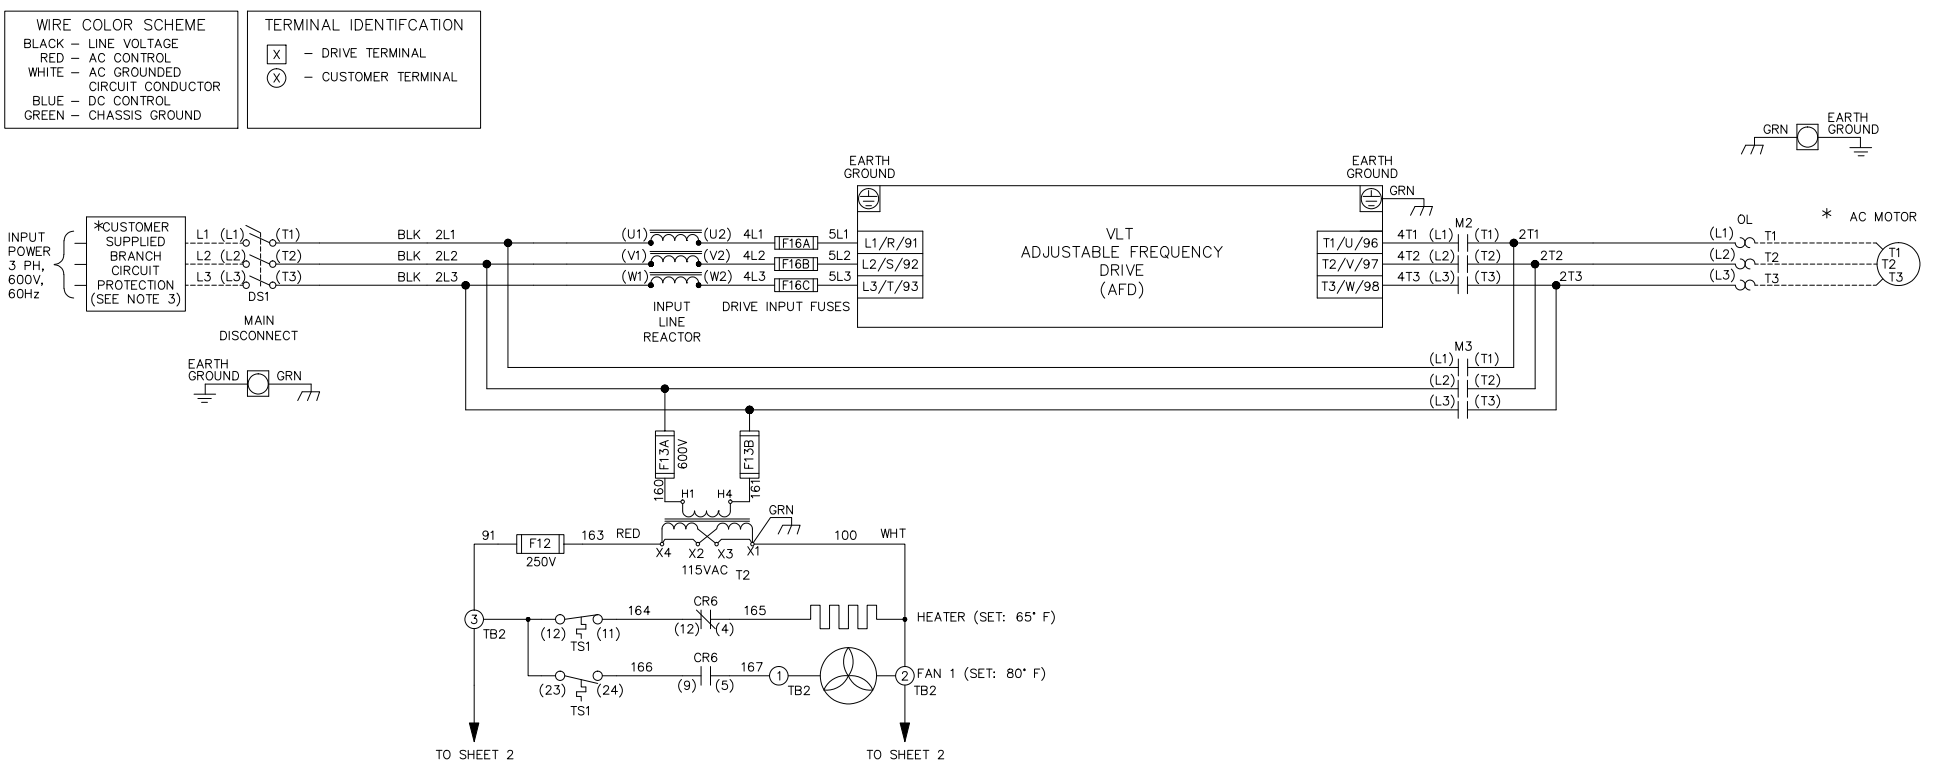 WIRE COLOR SCHEME
BLACK – LINE VOLTAGE
RED – AC CONTROL
WHITE – AC GROUNDED
CIRCUIT CONDUCTOR
BLUE – DC CONTROL
GREEN – CHASSIS GROUND
TERMINAL IDENTIFCATION
X – DRIVE TERMINAL
X – CUSTOMER TERMINAL
GRN
EARTH
GROUND
EARTH
GROUND
EARTH
GROUND
GRN
INPUT
POWER
3 PH,
600V,
60Hz
*CUSTOMER
SUPPLIED
BRANCH
CIRCUIT
PROTECTION
(SEE NOTE 3)
L1 (L1) (T1) BLK 2L1 (U1) (U2) 4L1 F16A 5L1 L1/R/91
L2 (L2) (T2) BLK 2L2 (V1) (V2) 4L2 F16B 5L2 L2/S/92
L3 (L3) (T3) BLK 2L3 (W1) (W2) 4L3 F16C 5L3 L3/T/93
DS1
MAIN
DISCONNECT
INPUT
LINE
REACTOR
DRIVE INPUT FUSES
VLT
ADJUSTABLE FREQUENCY
DRIVE
(AFD)
M2
OL
* AC MOTOR
T1/U/96 4T1 (L1) (T1) 2T1 (L1) T1 T1
T2/V/97 4T2 (L2) (T2) 2T2 (L2) T2 T2
T3/W/98 4T3 (L3) (T3) 2T3 (L3) T3 T3
M3
(L1) (T1)
(L2) (T2)
(L3) (T3)
EARTH
GROUND
GRN
F13A
600V
F13B
160
161
H1 H4
GRN
91 F12 163 RED
250V
X4 X2 X3 X1
100 WHT
115VAC T2
3
TB2
(12) (11)
TS1
164
CR6
(12) (4)
165
HEATER (SET: 65° F)
(23) (24)
TS1
166
CR6
(9) (5)
167
1
TB2
2
TB2
FAN 1 (SET: 80° F)
TO SHEET 2
TO SHEET 2